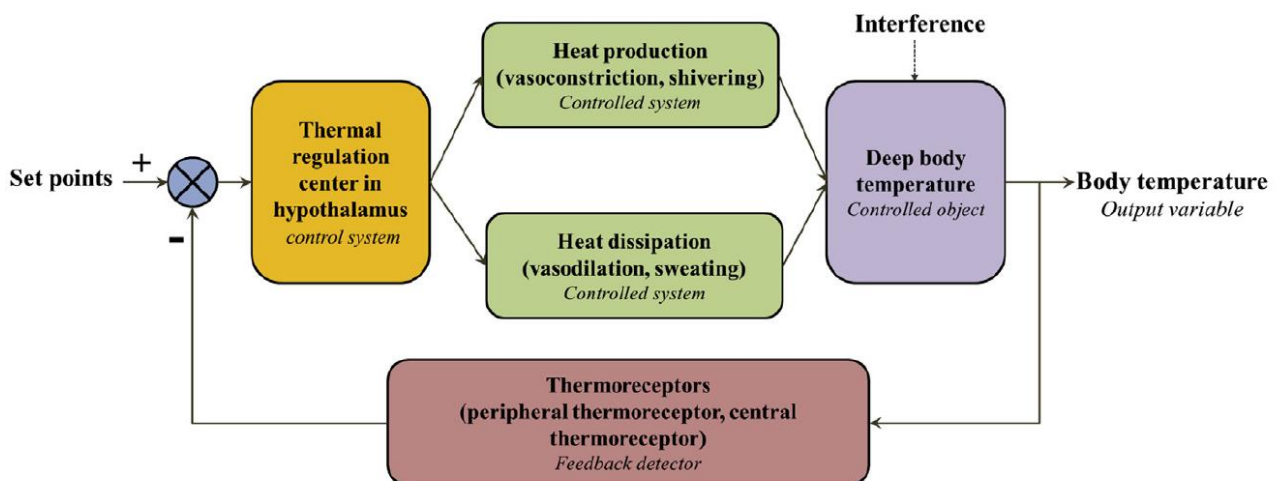 Set points
+
-
Thermal
regulation
center in
hypothalamus
control system
Heat production
(vasoconstriction, shivering)
Controlled system
Heat dissipation
(vasodilation, sweating)
Controlled system
Interference
Deep body
temperature
Controlled object
Body temperature
Output variable
Thermoreceptors
(peripheral thermoreceptor, central
thermoreceptor)
Feedback detector